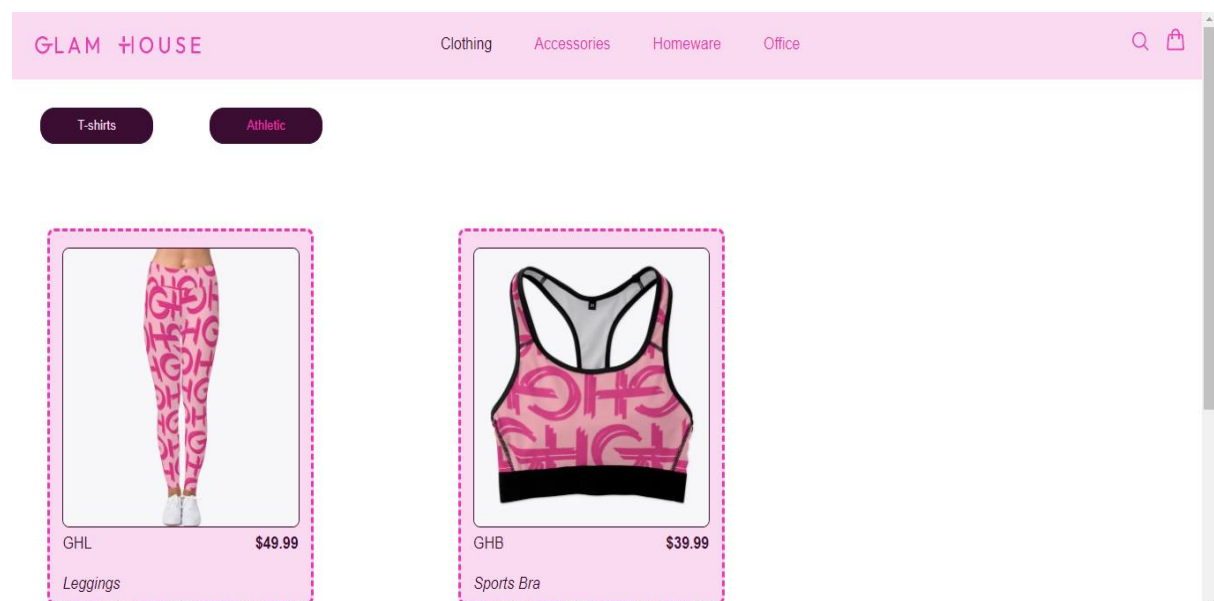 GLAM HOUSE
Clothing Accessories Homeware Office
T-shirts Athletic
GHL $49.99
Leggings
GHB $39.99
Sports Bra